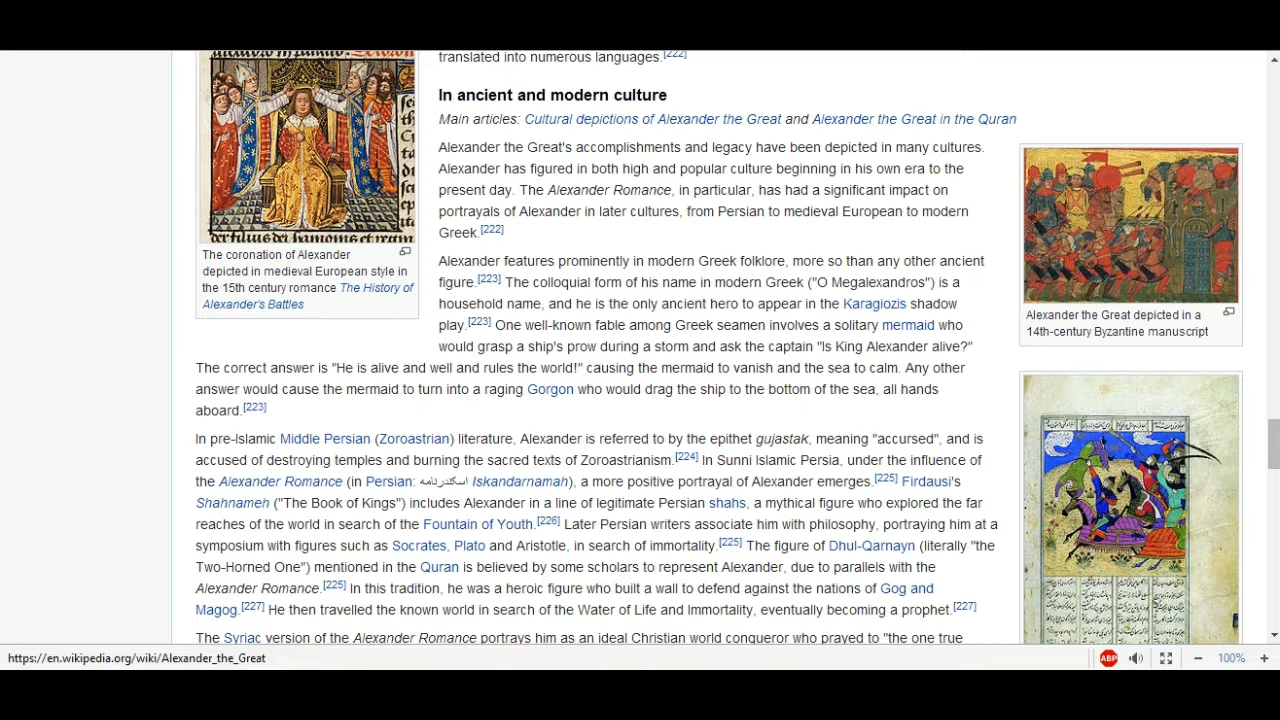 translated into numerous languages.[222]
In ancient and modern culture
Main articles: Cultural depictions of Alexander the Great and Alexander the Great in the Quran
Alexander the Great's accomplishments and legacy have been depicted in many cultures.
Alexander has figured in both high and popular culture beginning in his own era to the
present day. The Alexander Romance, in particular, has had a significant impact on
portrayals of Alexander in later cultures, from Persian to medieval European to modern
Greek.[222]
The coronation of Alexander
depicted in medieval European style in
the 15th century romance The History of
Alexander's Battles
Alexander features prominently in modern Greek folklore, more so than any other ancient
figure.[223] The colloquial form of his name in modern Greek ("O Megalexandros") is a
household name, and he is the only ancient hero to appear in the Karagiozis shadow
play.[223] One well-known fable among Greek seamen involves a solitary mermaid who
would grasp a ship's prow during a storm and ask the captain "Is King Alexander alive?"
The correct answer is "He is alive and well and rules the world!" causing the mermaid to vanish and the sea to calm. Any other
answer would cause the mermaid to turn into a raging Gorgon who would drag the ship to the bottom of the sea, all hands
aboard.[223]
Alexander the Great depicted in a
14th-century Byzantine manuscript
In pre-Islamic Middle Persian (Zoroastrian) literature, Alexander is referred to by the epithet gujastak, meaning "accursed", and is
accused of destroying temples and burning the sacred texts of Zoroastrianism.[224] In Sunni Islamic Persia, under the influence of
the Alexander Romance (in Persian: اسکندرنامه Iskandarnamah), a more positive portrayal of Alexander emerges.[225] Firdausi's
Shahnameh ("The Book of Kings") includes Alexander in a line of legitimate Persian shahs, a mythical figure who explored the far
reaches of the world in search of the Fountain of Youth.[226] Later Persian writers associate him with philosophy, portraying him at a
symposium with figures such as Socrates, Plato and Aristotle, in search of immortality.[225] The figure of Dhul-Qarnayn (literally "the
Two-Horned One") mentioned in the Quran is believed by some scholars to represent Alexander, due to parallels with the
Alexander Romance.[225] In this tradition, he was a heroic figure who built a wall to defend against the nations of Gog and
Magog.[227] He then travelled the known world in search of the Water of Life and Immortality, eventually becoming a prophet.[227]
The Syriac version of the Alexander Romance portrays him as an ideal Christian world conqueror who prayed to "the one true
https://en.wikipedia.org/wiki/Alexander_the_Great
ABP
100%